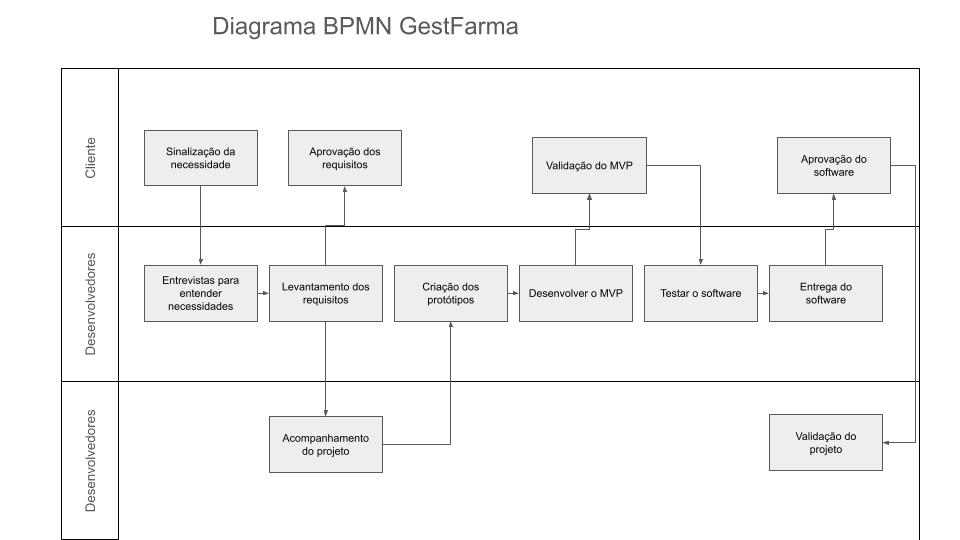 Diagrama BPMN GestFarma
Cliente
Sinalização da
necessidade
Aprovação dos
requisitos
Validação do MVP
Aprovação do
software
Desenvolvedores
Entrevistas para
entender
necessidades
Levantamento dos
requisitos
Criação dos
protótipos
Desenvolver o MVP
Testar o software
Entrega do
software
Desenvolvedores
Acompanhamento
do projeto
Validação do
projeto